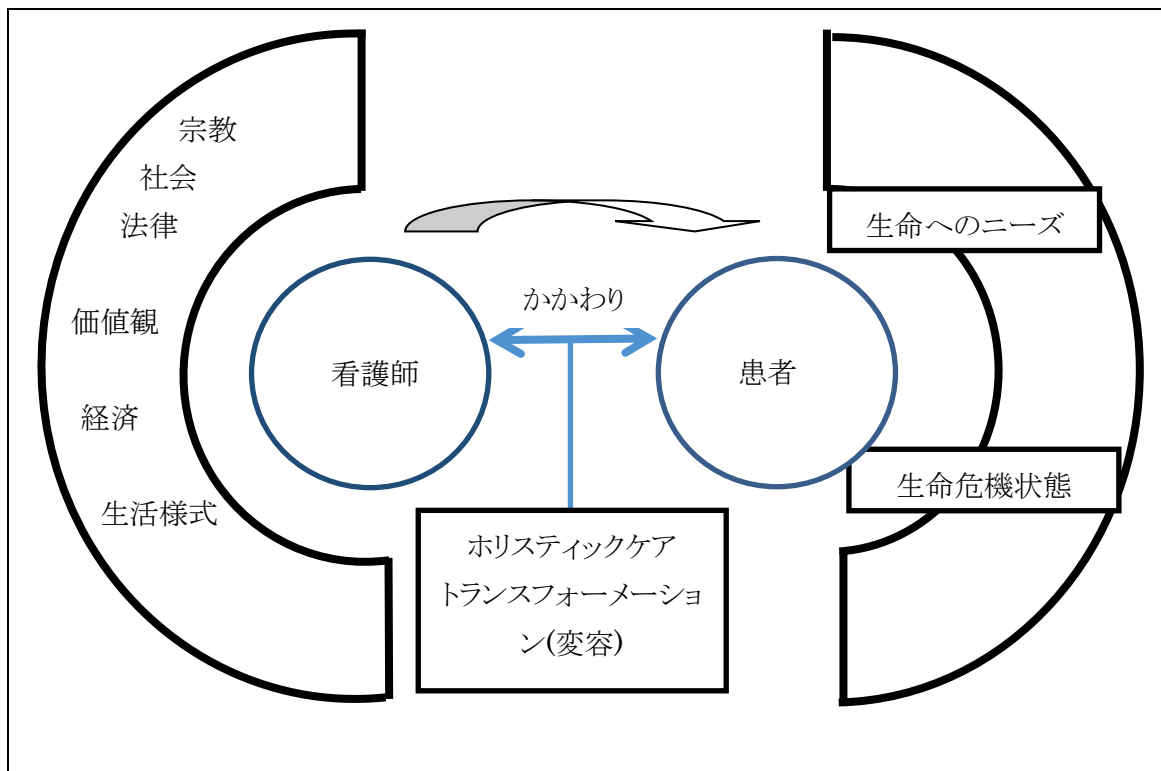 宗教
社会
法律
価値観
経済
生活様式
看護師
かかわり
患者
生命へのニーズ
生命危機状態
ホリスティックケア
トランスフォーメーショ
ン(変容)